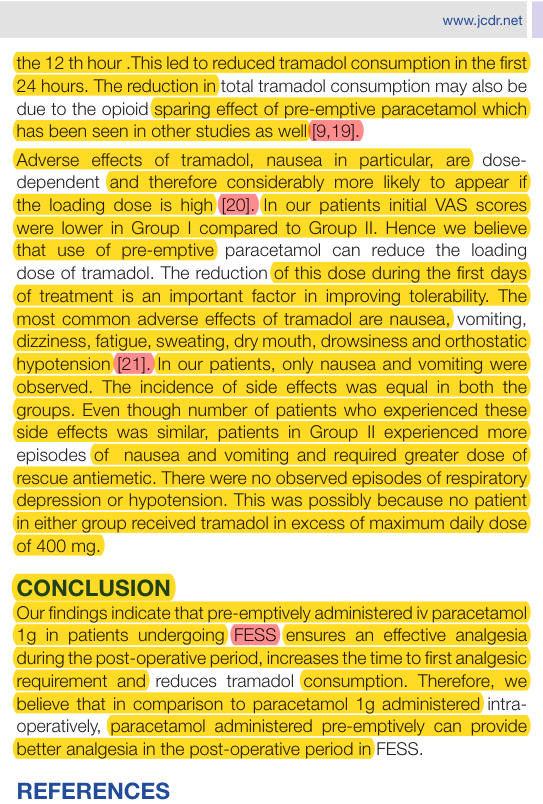 www.jcdr.net
the 12 th hour .This led to reduced tramadol consumption in the first
24 hours. The reduction in total tramadol consumption may also be
due to the opioid sparing effect of pre-emptive paracetamol which
has been seen in other studies as well [9,19].
Adverse effects of tramadol, nausea in particular, are dose-
dependent and therefore considerably more likely to appear if
the loading dose is high [20]. In our patients initial VAS scores
were lower in Group I compared to Group II. Hence we believe
that use of pre-emptive paracetamol can reduce the loading
dose of tramadol. The reduction of this dose during the first days
of treatment is an important factor in improving tolerability. The
most common adverse effects of tramadol are nausea, vomiting,
dizziness, fatigue, sweating, dry mouth, drowsiness and orthostatic
hypotension [21]. In our patients, only nausea and vomiting were
observed. The incidence of side effects was equal in both the
groups. Even though number of patients who experienced these
side effects was similar, patients in Group II experienced more
episodes of nausea and vomiting and required greater dose of
rescue antiemetic. There were no observed episodes of respiratory
depression or hypotension. This was possibly because no patient
in either group received tramadol in excess of maximum daily dose
of 400 mg.
CONCLUSION
Our findings indicate that pre-emptively administered iv paracetamol
1g in patients undergoing FESS ensures an effective analgesia
during the post-operative period, increases the time to first analgesic
requirement and reduces tramadol consumption. Therefore, we
believe that in comparison to paracetamol 1g administered intra-
operatively, paracetamol administered pre-emptively can provide
better analgesia in the post-operative period in FESS.
REFERENCES